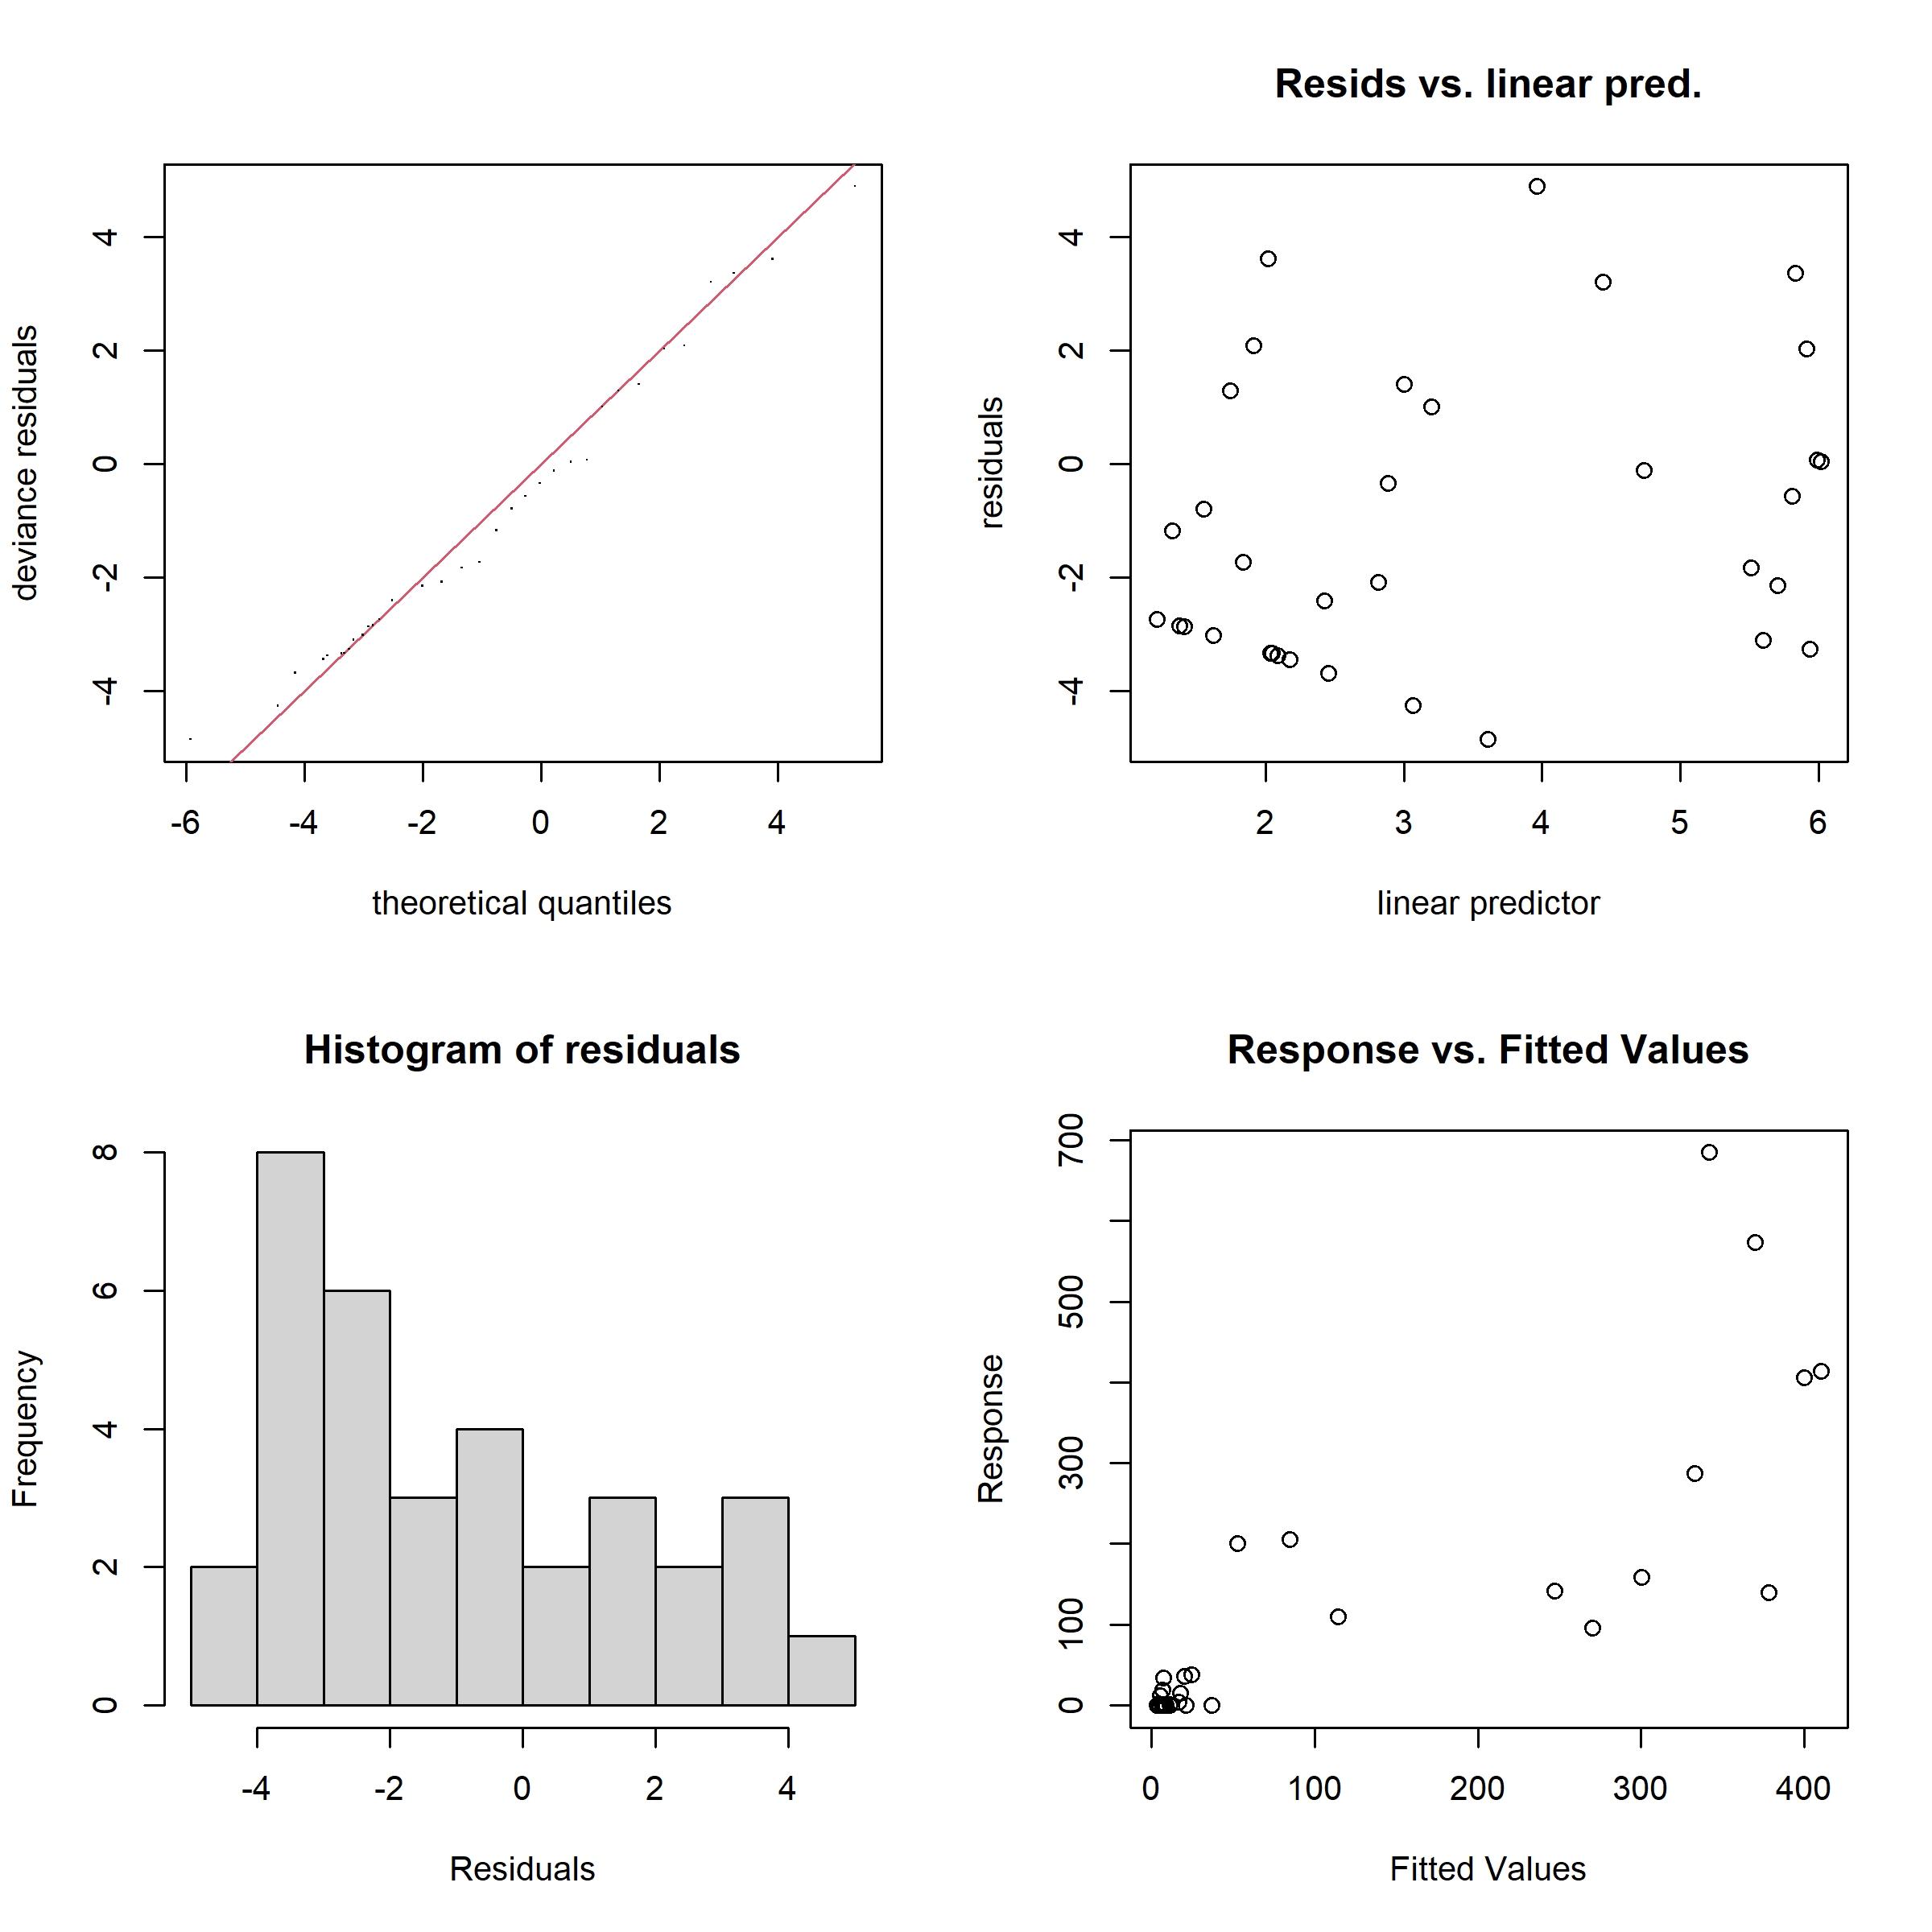 deviance residuals
4
2
0
-2
-4
-6 -4 -2 0 2 4
theoretical quantiles
Resids vs. linear pred.
residuals
4
2
0
-2
-4
2 3 4 5 6
linear predictor
Histogram of residuals
Frequency
8
6
4
2
0
-4 -2 0 2 4
Residuals
Response vs. Fitted Values
Response
700
500
300
100
0
0 100 200 300 400
Fitted Values